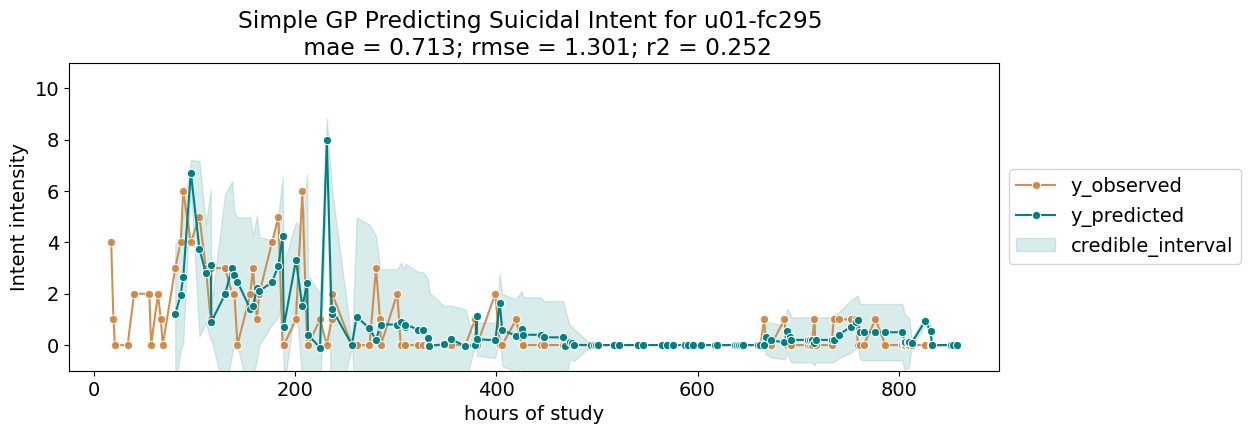 Simple GP Predicting Suicidal Intent for u01-fc295
mae = 0.713; rmse = 1.301; r2 = 0.252
10
8
6
4
2
0
Intent intensity
0 200 400 600 800
hours of study
y_observed
y_predicted
credible_interval